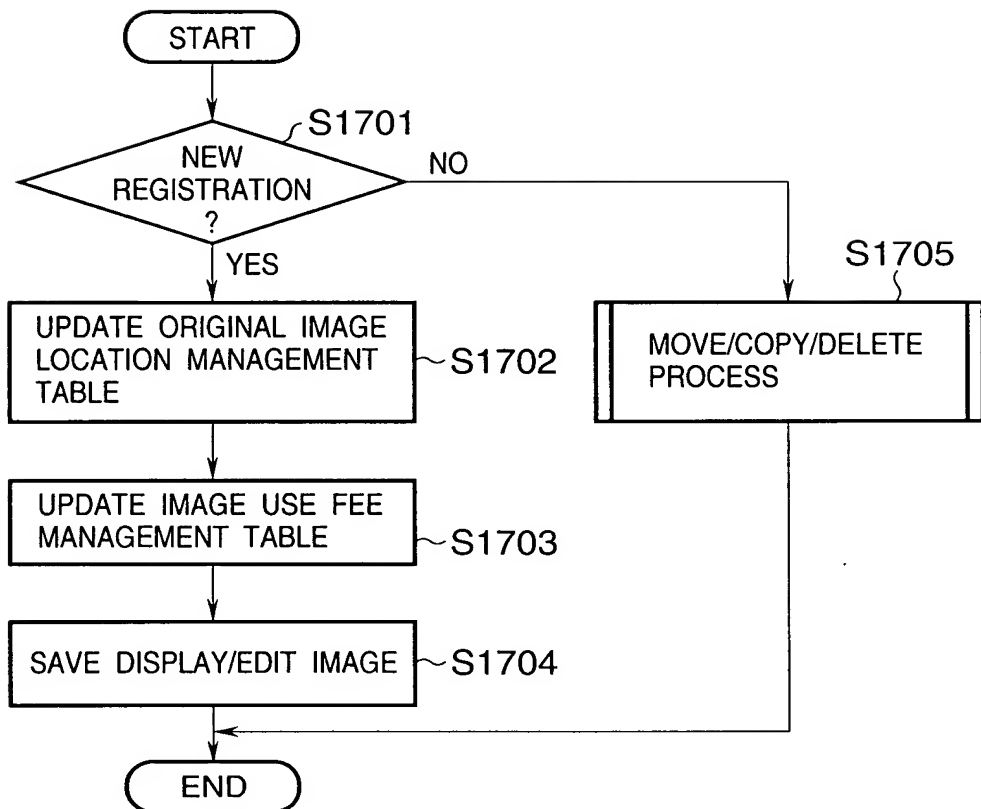 START
S1701
NEW
REGISTRATION
?
NO
YES
S1705
UPDATE ORIGINAL IMAGE
LOCATION MANAGEMENT
TABLE
S1702
MOVE/COPY/DELETE
PROCESS
UPDATE IMAGE USE FEE
MANAGEMENT TABLE
S1703
SAVE DISPLAY/EDIT IMAGE
S1704
END